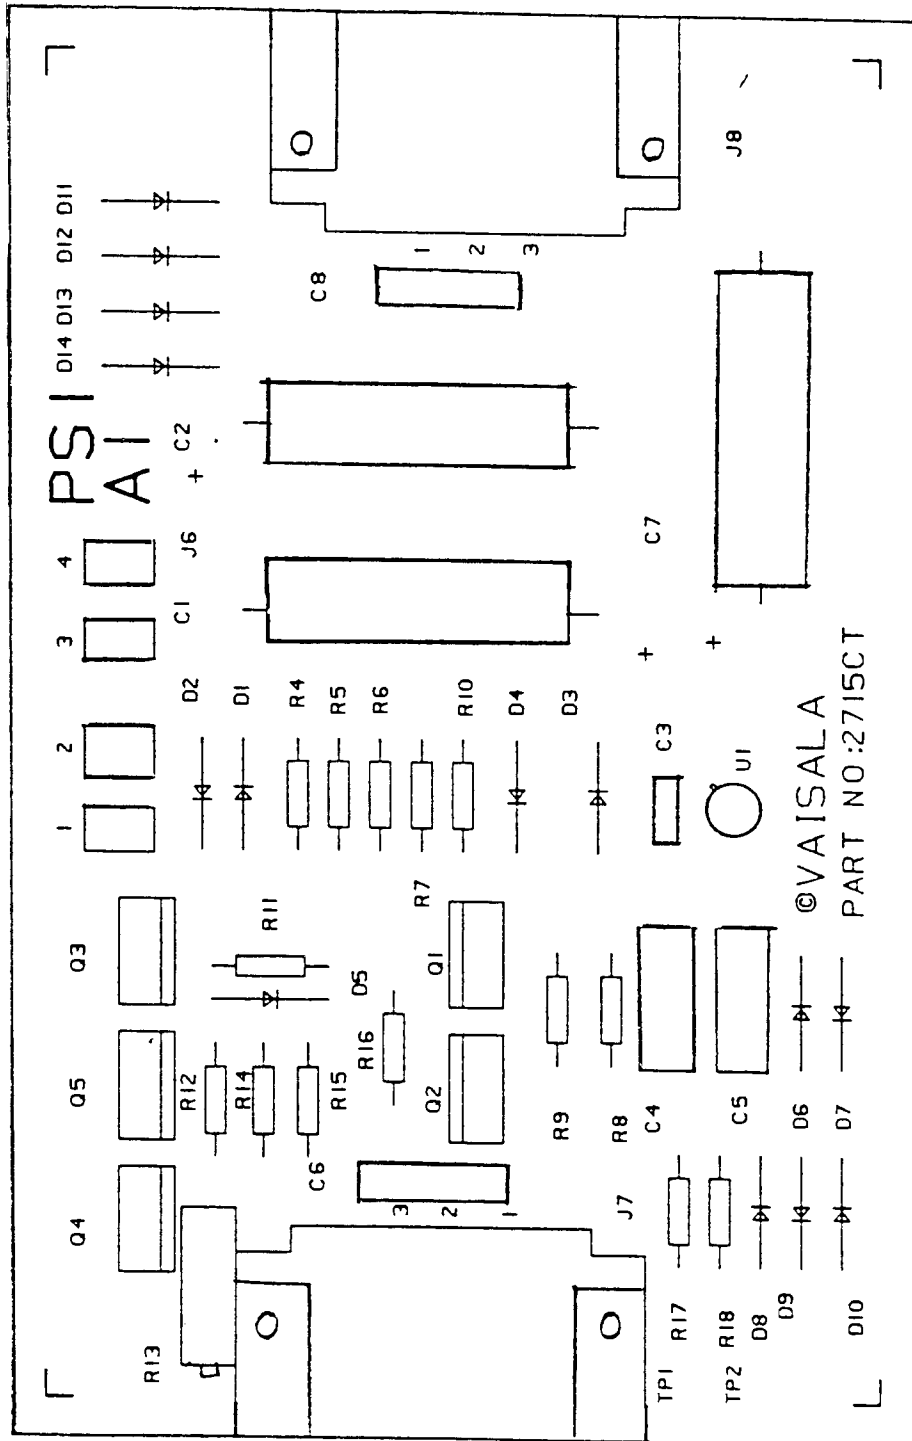 D11
D12
D13
D14
PS1
A1
C2
+
J8
C8
1
2
3
4
3
2
1
J6
C1
C7
+
+
D2
D1
R4
R5
R6
R10
D4
D3
C3
U1
©VAISALA
PART NO:2715CT
Q3
R11
R7
D5
Q1
Q5
R12
R14
R15
R16
Q2
R9
R8
C4
C5
D6
D7
Q4
C6
3
2
1
J7
R13
R17
R18
D8
D9
D10
TP1
TP2